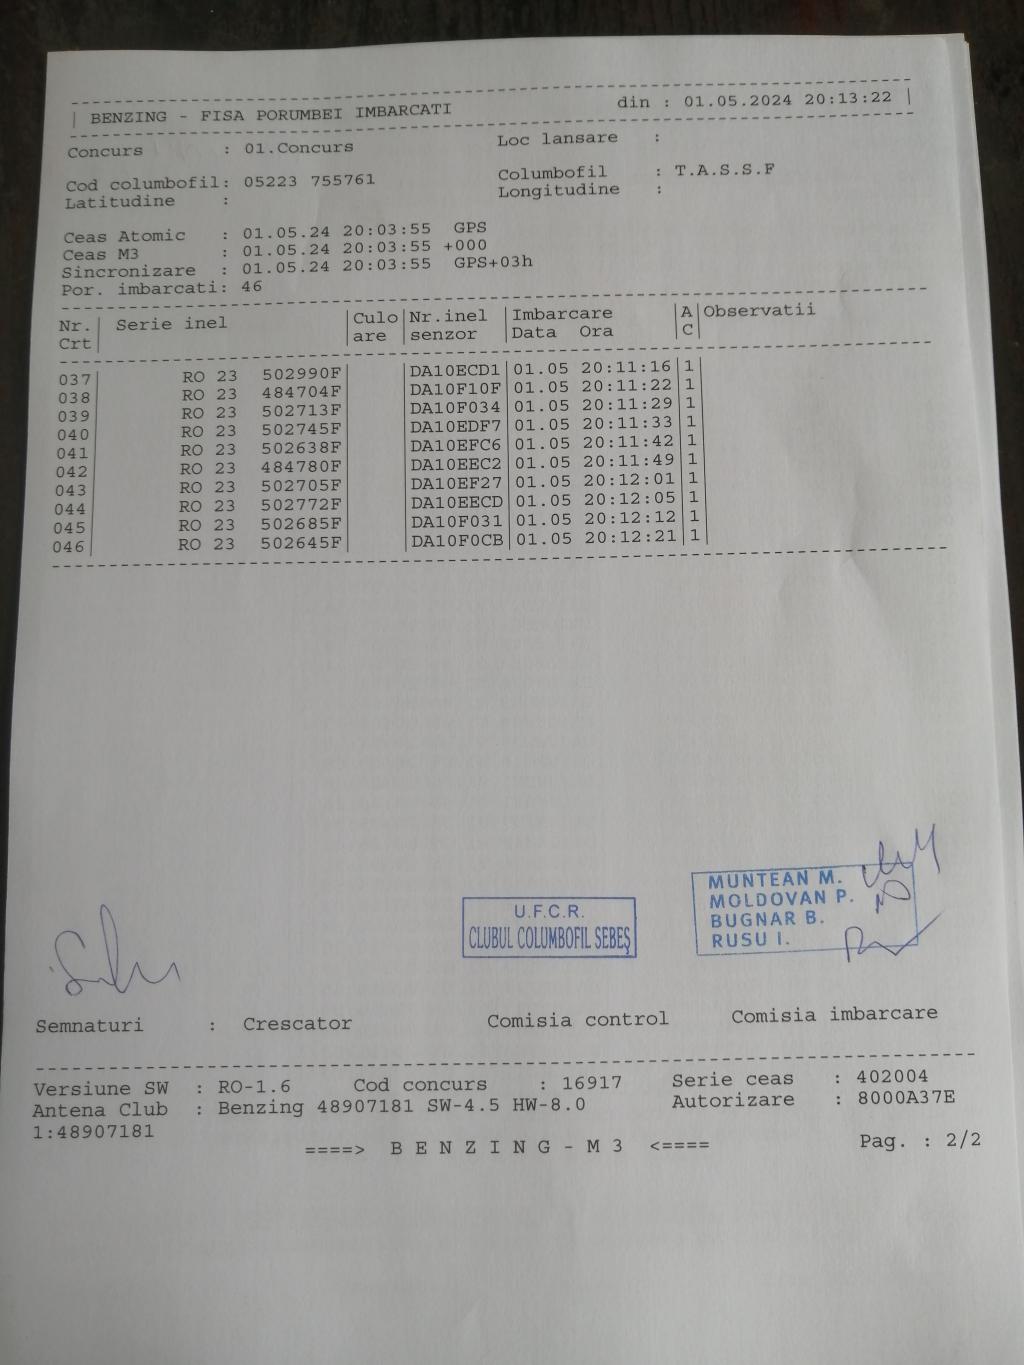 | BENZING - FISA PORUMBEI IMBARCATI din : 01.05.2024 20:13:22 |
Concurs : 01.Concurs Loc lansare :
Cod columbofil: 05223 755761 Columbofil : T.A.S.S.F
Latitudine : Longitudine :
Ceas Atomic : 01.05.24 20:03:55 GPS
Ceas M3 : 01.05.24 20:03:55 +000
Sincronizare : 01.05.24 20:03:55 GPS+03h
Por. imbarcati: 46
Nr. | Serie inel |Culo|Nr.inel |Imbarcare |A|Observatii
Crt | |are |senzor |Data Ora |C|
037| RO 23 502990F| |DA10ECD1|01.05 20:11:16|1|
038| RO 23 484704F| |DA10F10F|01.05 20:11:22|1|
039| RO 23 502713F| |DA10F034|01.05 20:11:29|1|
040| RO 23 502745F| |DA10EDF7|01.05 20:11:33|1|
041| RO 23 502638F| |DA10EFC6|01.05 20:11:42|1|
042| RO 23 484780F| |DA10EEC2|01.05 20:11:49|1|
043| RO 23 502705F| |DA10EF27|01.05 20:12:01|1|
044| RO 23 502772F| |DA10EECD|01.05 20:12:05|1|
045| RO 23 502685F| |DA10F031|01.05 20:12:12|1|
046| RO 23 502645F| |DA10F0CB|01.05 20:12:21|1|
U.F.C.R.
CLUBUL COLUMBOFIL SEBEŞ
MUNTEAN M.
MOLDOVAN P.
BUGNAR B.
RUSU I.
Semnaturi : Crescator Comisia control Comisia imbarcare
Versiune SW : RO-1.6 Cod concurs : 16917 Serie ceas : 402004
Antena Club : Benzing 48907181 SW-4.5 HW-8.0 Autorizare : 8000A37E
1:48907181
====> B E N Z I N G - M 3 <==== Pag. : 2/2